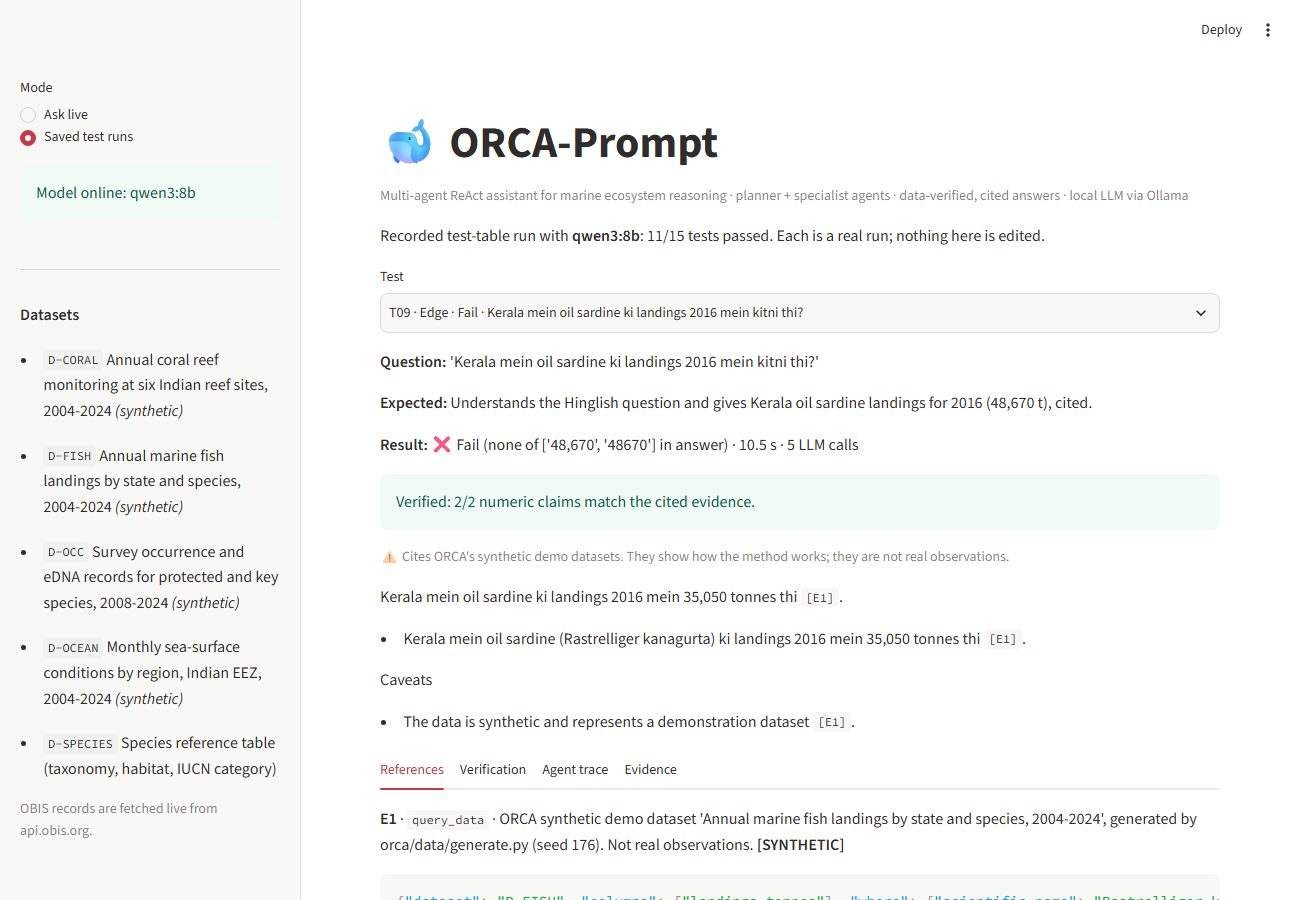 Deploy
Mode
Ask live
Saved test runs
Model online: qwen3:8b
Datasets
D-CORAL Annual coral reef
monitoring at six Indian reef sites,
2004-2024 (synthetic)
D-FISH Annual marine fish
landings by state and species,
2004-2024 (synthetic)
D-OCC Survey occurrence and
eDNA records for protected and key
species, 2008-2024 (synthetic)
D-OCEAN Monthly sea-surface
conditions by region, Indian EEZ,
2004-2024 (synthetic)
D-SPECIES Species reference table
(taxonomy, habitat, IUCN category)
OBIS records are fetched live from
api.obis.org.
ORCA-Prompt
Multi-agent ReAct assistant for marine ecosystem reasoning · planner + specialist agents · data-verified, cited answers · local LLM via Ollama
Recorded test-table run with qwen3:8b: 11/15 tests passed. Each is a real run; nothing here is edited.
Test
T09 · Edge · Fail · Kerala mein oil sardine ki landings 2016 mein kitni thi?
Question: 'Kerala mein oil sardine ki landings 2016 mein kitni thi?'
Expected: Understands the Hinglish question and gives Kerala oil sardine landings for 2016 (48,670 t), cited.
Result: ❌ Fail (none of ['48,670', '48670'] in answer) · 10.5 s · 5 LLM calls
Verified: 2/2 numeric claims match the cited evidence.
⚠️ Cites ORCA's synthetic demo datasets. They show how the method works; they are not real observations.
Kerala mein oil sardine ki landings 2016 mein 35,050 tonnes thi [E1] .
Kerala mein oil sardine (Rastrelliger kanagurta) ki landings 2016 mein 35,050 tonnes thi [E1] .
Caveats
The data is synthetic and represents a demonstration dataset [E1] .
References Verification Agent trace Evidence
E1 · query_data · ORCA synthetic demo dataset 'Annual marine fish landings by state and species, 2004-2024', generated by
orca/data/generate.py (seed 176). Not real observations. [SYNTHETIC]